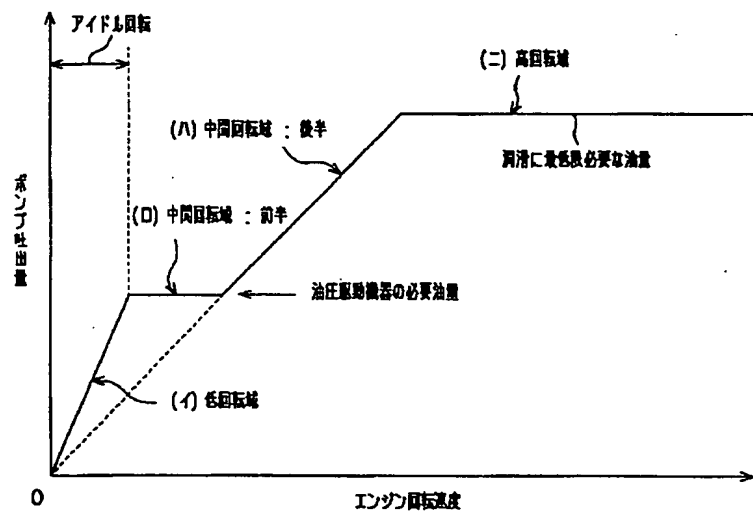 アイドル回転
(ニ) 高回転域
(ハ) 中間回転域 : 後半
潤滑に最低限必要な油量
(ロ) 中間回転域 : 前半
ポンプ吐出量
油圧駆動機器の必要油量
(イ) 低回転域
0
エンジン回転速度